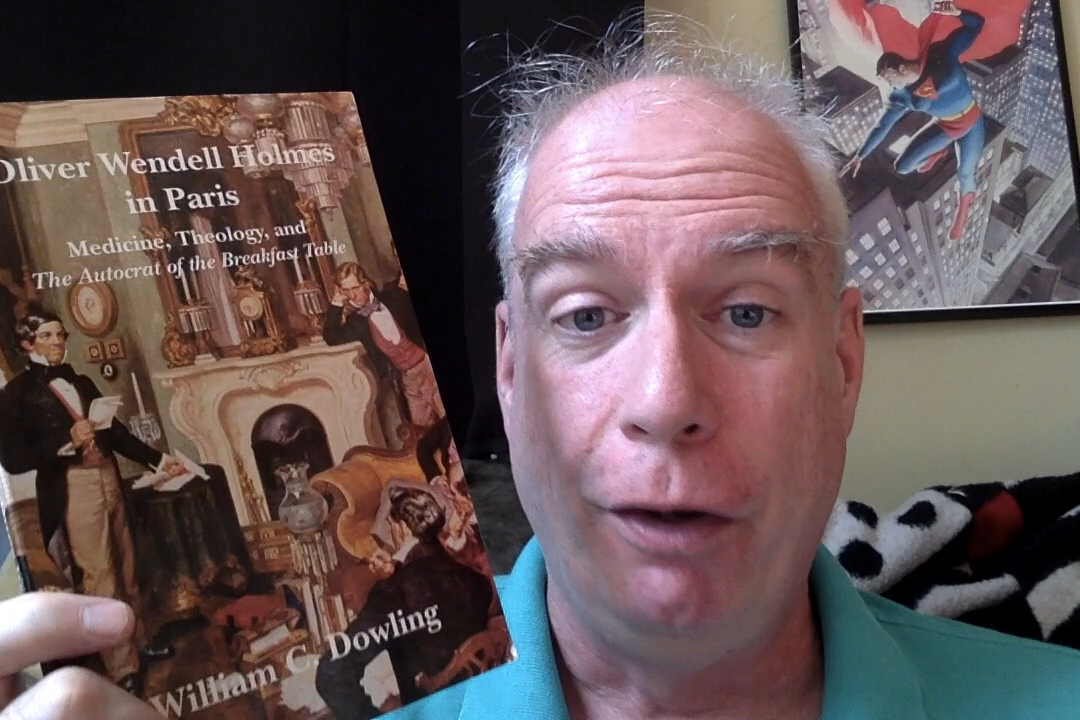 Oliver Wendell Holmes
in Paris
Medicine, Theology, and
The Autocrat of the Breakfast Table
William C. Dowling